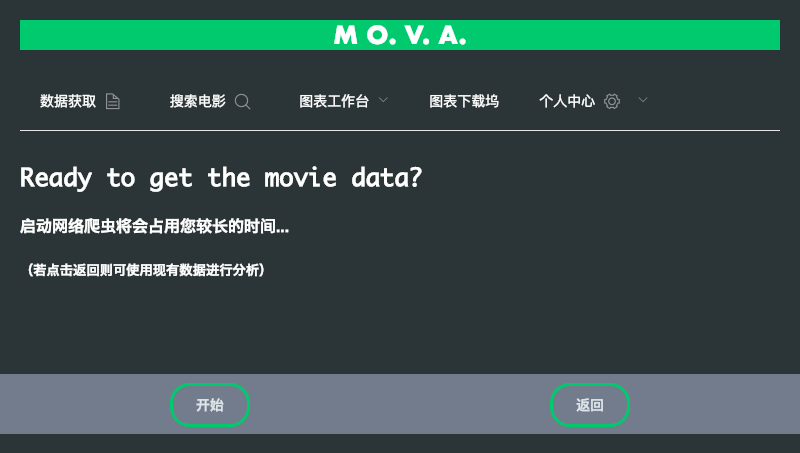 M O. V. A.
数据获取 搜索电影 图表工作台 图表下载坞 个人中心
Ready to get the movie data?
启动网络爬虫将会占用您较长的时间...
（若点击返回则可使用现有数据进行分析）
开始 返回